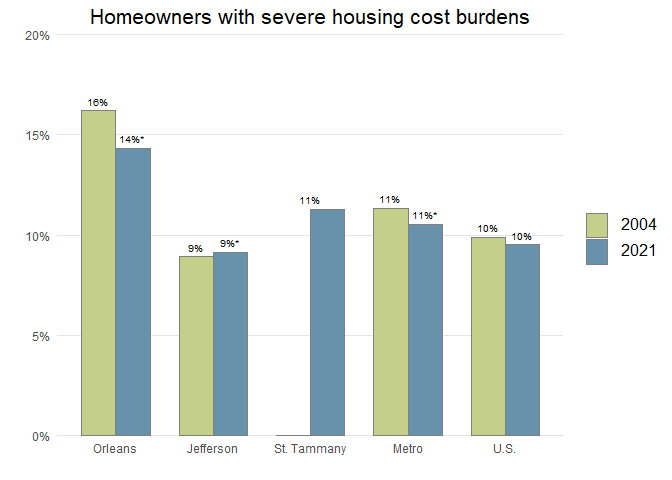 Homeowners with severe housing cost burdens
20%
15%
10%
5%
0%
16%
14%*
9%
9%*
11%
11%
11%*
10%
10%
Orleans
Jefferson
St. Tammany
Metro
U.S.
2004
2021